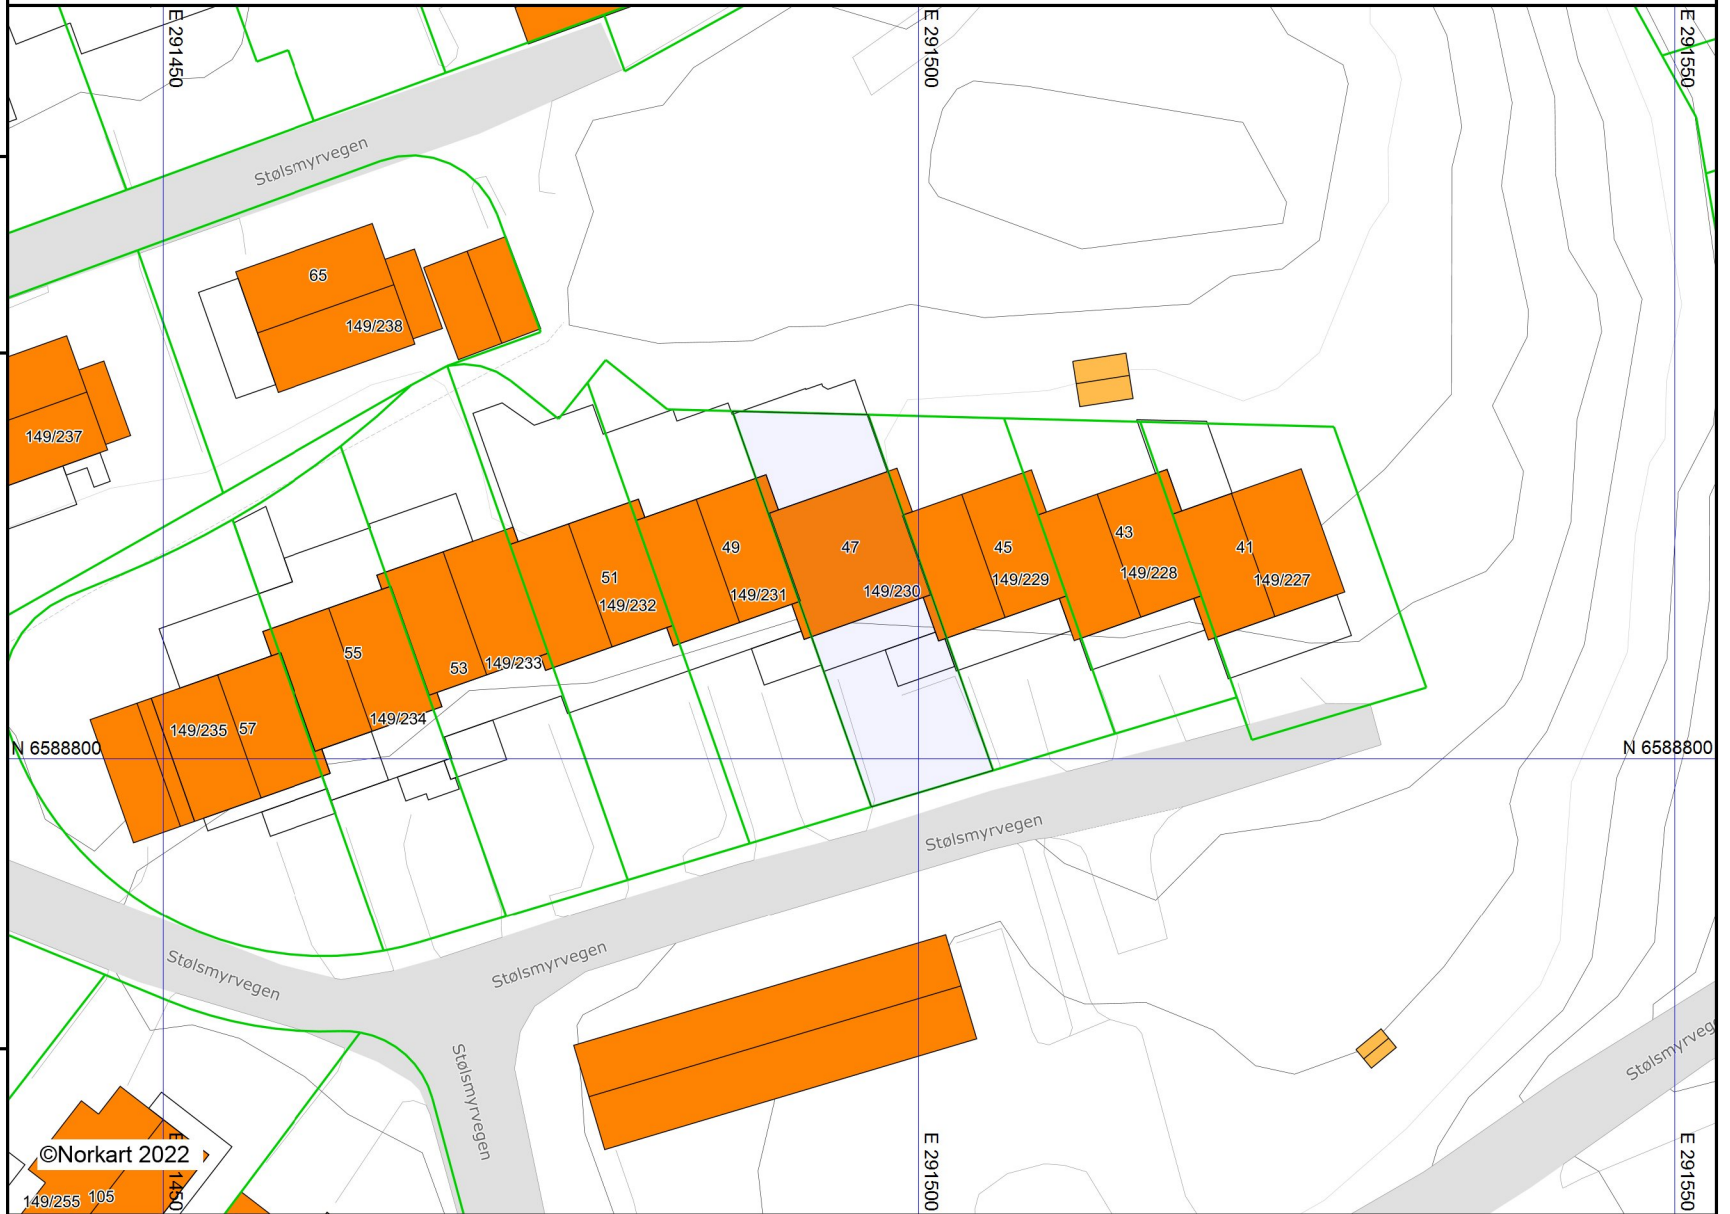 E 291450
E 291500
E 291550
Stølsmyrvegen
65
149/238
149/237
49
47
45
43
41
51
149/231
149/230
149/229
149/228
149/227
149/232
55
53
149/233
149/234
149/235
57
N 6588800
N 6588800
Stølsmyrvegen
Stølsmyrvegen
Stølsmyrvegen
Stølsmyrvegen
Stølsmyrveg
©Norkart 2022
149/255
105
E
1450
E 291500
E 291550